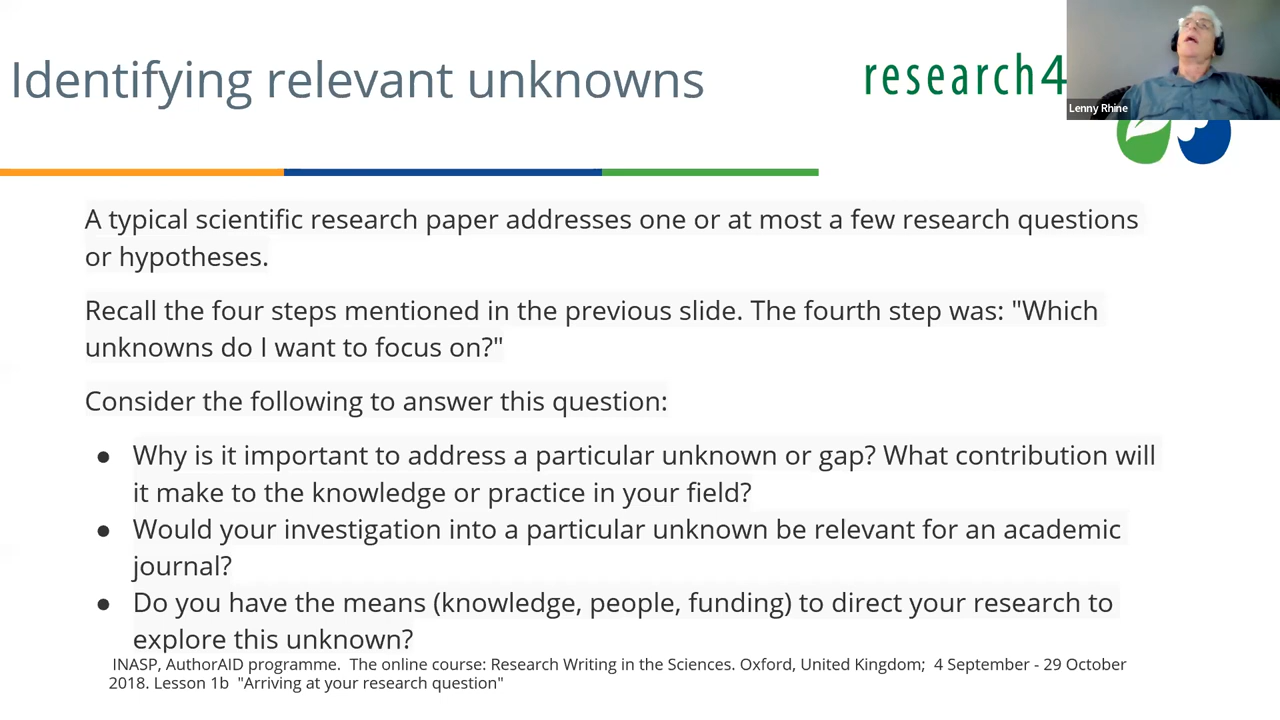 Identifying relevant unknowns
research4
Lenny Rhine
A typical scientific research paper addresses one or at most a few research questions
or hypotheses.
Recall the four steps mentioned in the previous slide. The fourth step was: "Which
unknowns do I want to focus on?"
Consider the following to answer this question:
● Why is it important to address a particular unknown or gap? What contribution will
it make to the knowledge or practice in your field?
● Would your investigation into a particular unknown be relevant for an academic
journal?
● Do you have the means (knowledge, people, funding) to direct your research to
explore this unknown?
INASP, AuthorAID programme. The online course: Research Writing in the Sciences. Oxford, United Kingdom; 4 September - 29 October
2018. Lesson 1b "Arriving at your research question"